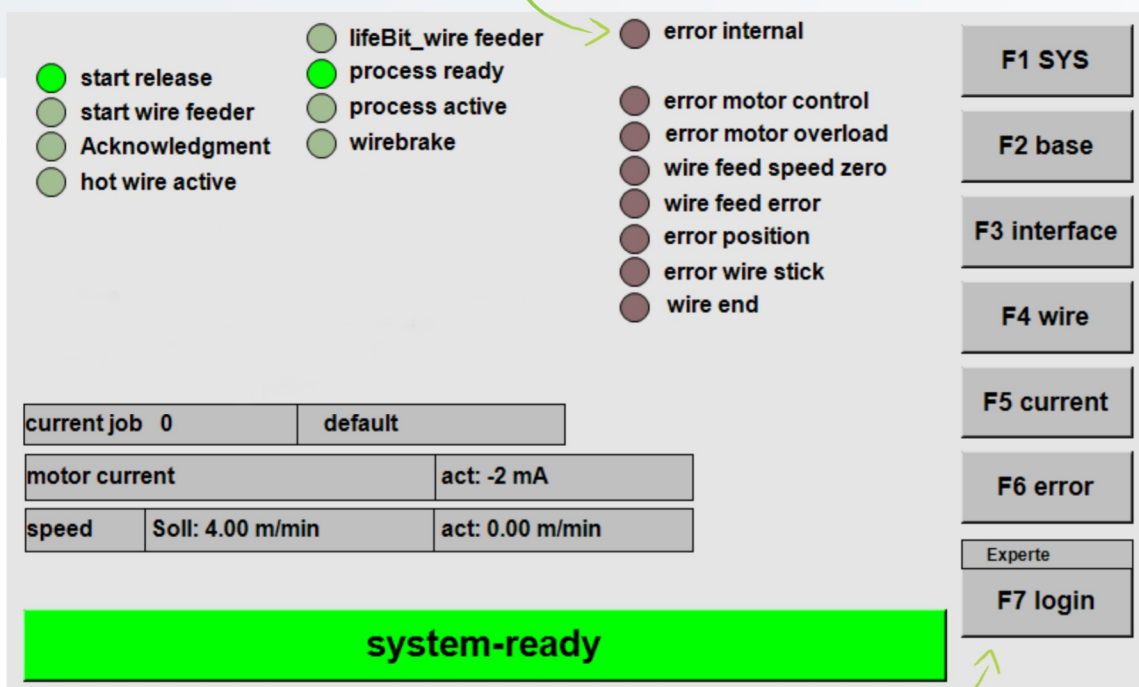 start release
start wire feeder
Acknowledgment
hot wire active
lifeBit_wire feeder
process ready
process active
wirebrake
error internal
error motor control
error motor overload
wire feed speed zero
wire feed error
error position
error wire stick
wire end
current job 0 default
motor current act: -2 mA
speed Soll: 4.00 m/min act: 0.00 m/min
system-ready
F1 SYS
F2 base
F3 interface
F4 wire
F5 current
F6 error
Experte
F7 login